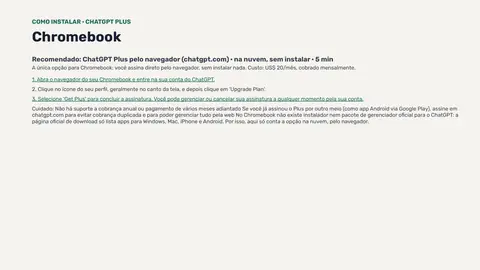 COMO INSTALAR • CHATGPT PLUS
Chromebook
Recomendado: ChatGPT Plus pelo navegador (chatgpt.com) • na nuvem, sem instalar • 5 min
A única opção para Chromebook: você assina direto pelo navegador, sem instalar nada. Custo: US$ 20/mês, cobrado mensalmente.
1. Abra o navegador do seu Chromebook e entre na sua conta do ChatGPT.
2. Clique no ícone do seu perfil, geralmente no canto da tela, e depois clique em 'Upgrade Plan'.
3. Selecione 'Get Plus' para concluir a assinatura. Você pode gerenciar ou cancelar sua assinatura a qualquer momento pela sua conta.
Cuidado: Não há suporte a cobrança anual ou pagamento de vários meses adiantado Se você já assinou o Plus por outro meio (como app Android via Google Play), assine em
chatgpt.com para evitar cobrança duplicada e para poder gerenciar tudo pela web No Chromebook não existe instalador nem pacote de gerenciador oficial para o ChatGPT: a
página oficial de download só lista apps para Windows, Mac, iPhone e Android. Por isso, aqui só conta a opção na nuvem, pelo navegador.